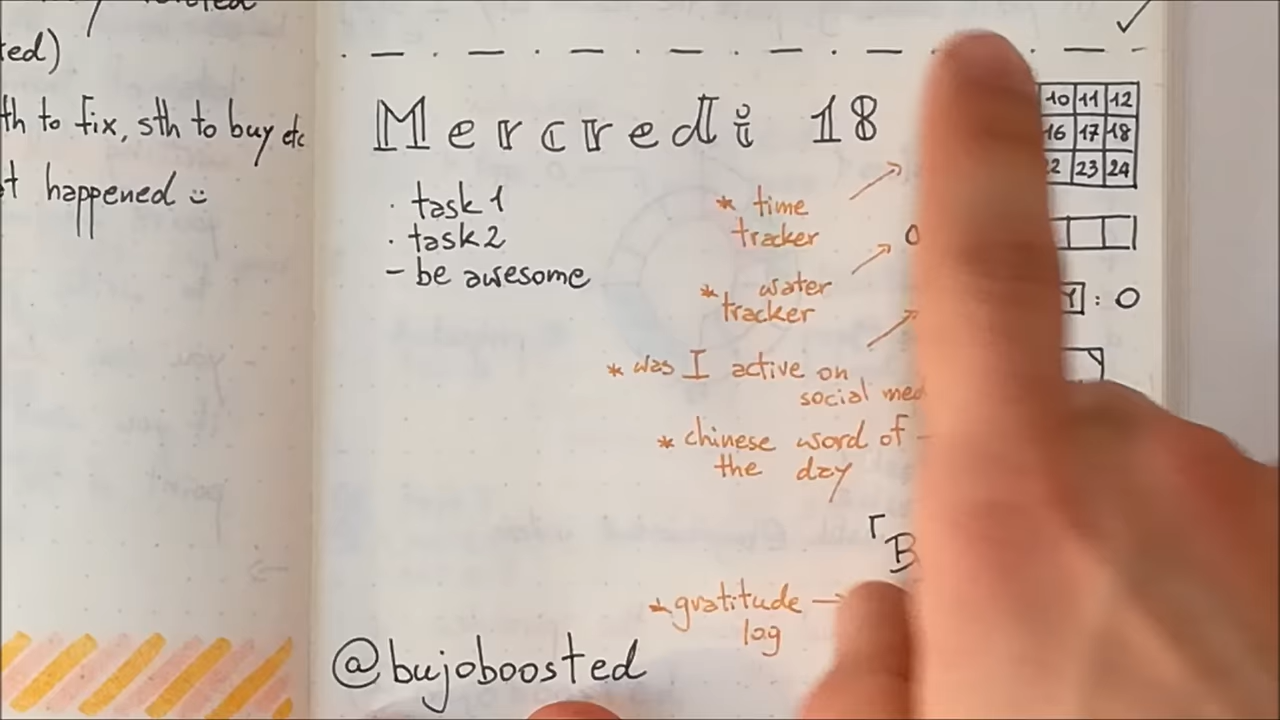 ted)
th to fix, sth to buy etc
t happened
Mercredi 18
. task 1
. task 2
- be awesome
* time
tracker
* water
tracker
* was I active on
social med
* chinese word of
the day
* gratitude
log
10 11 12
16 17 18
22 23 24
: 0
B
@bujoboosted